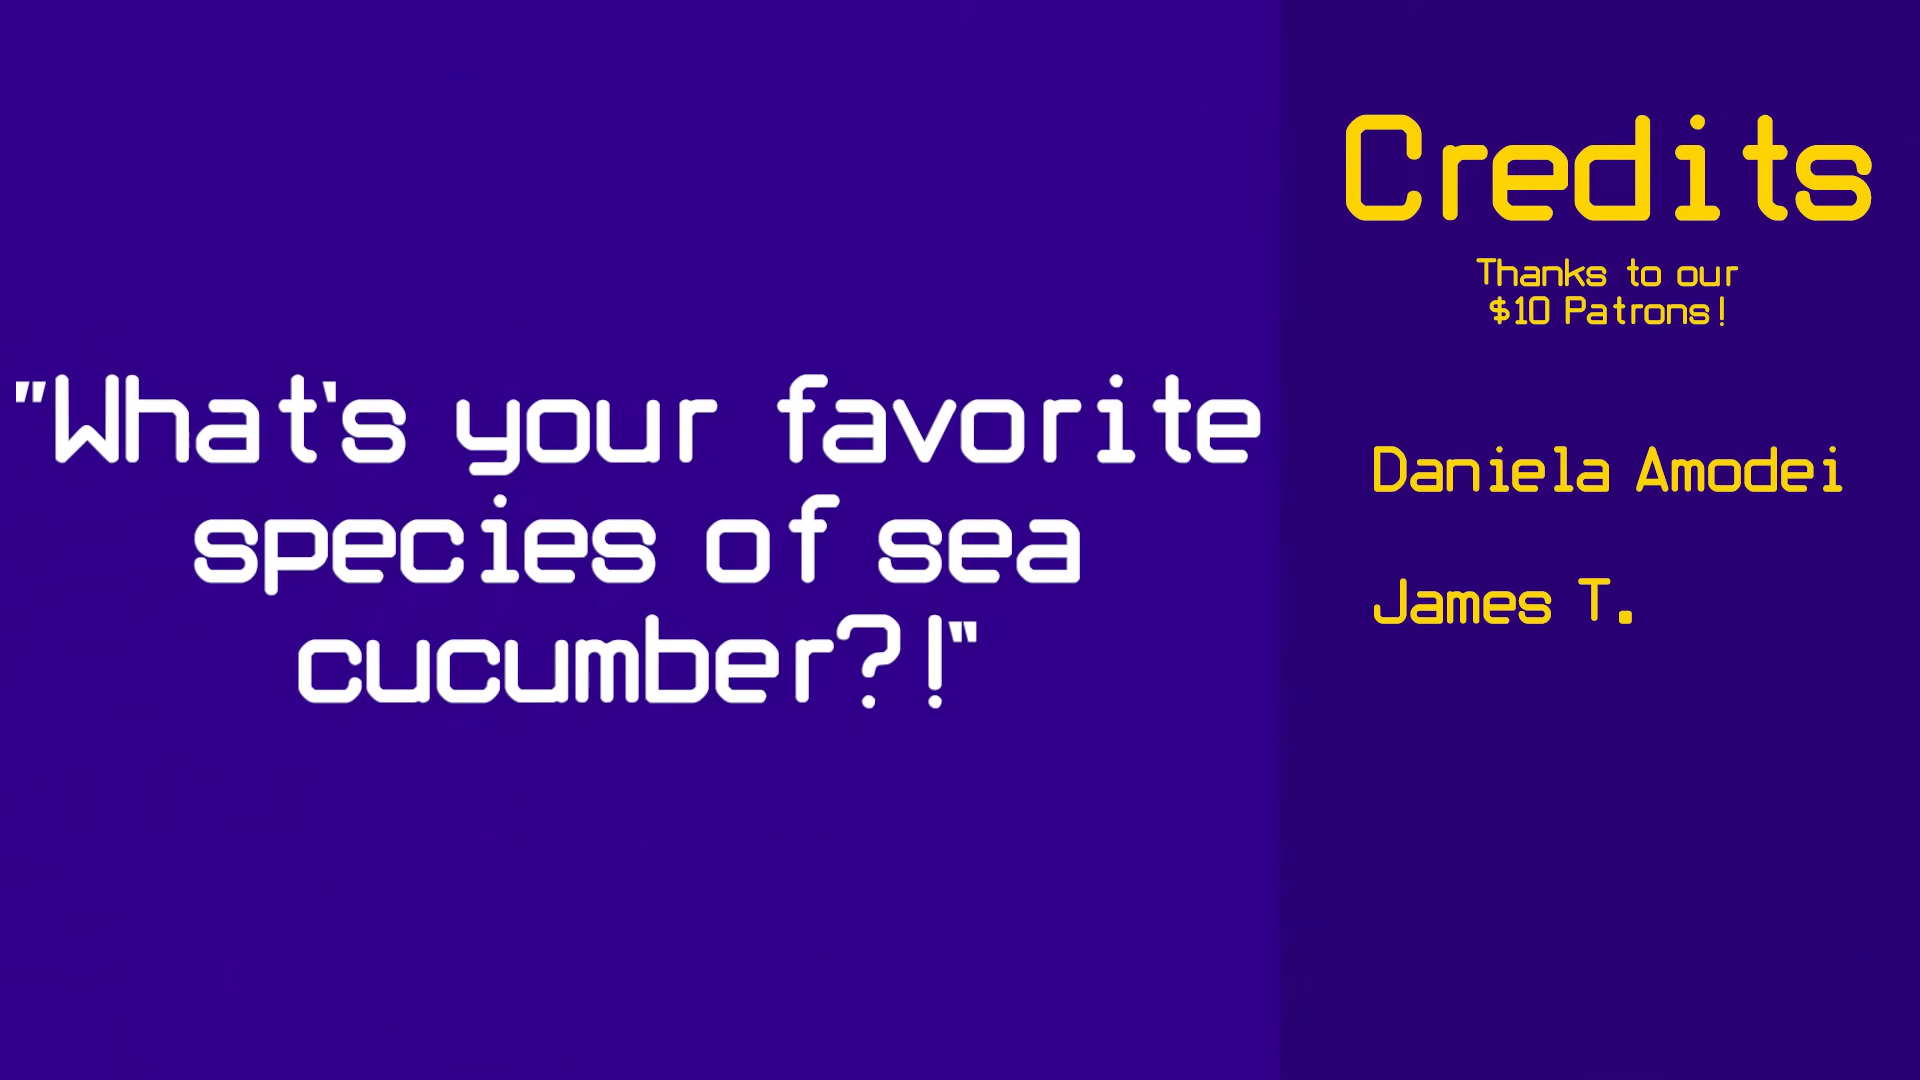 "What's your favorite
species of sea
cucumber?!"
Credits
Thanks to our
$10 Patrons!
Daniela Amodei
James T.